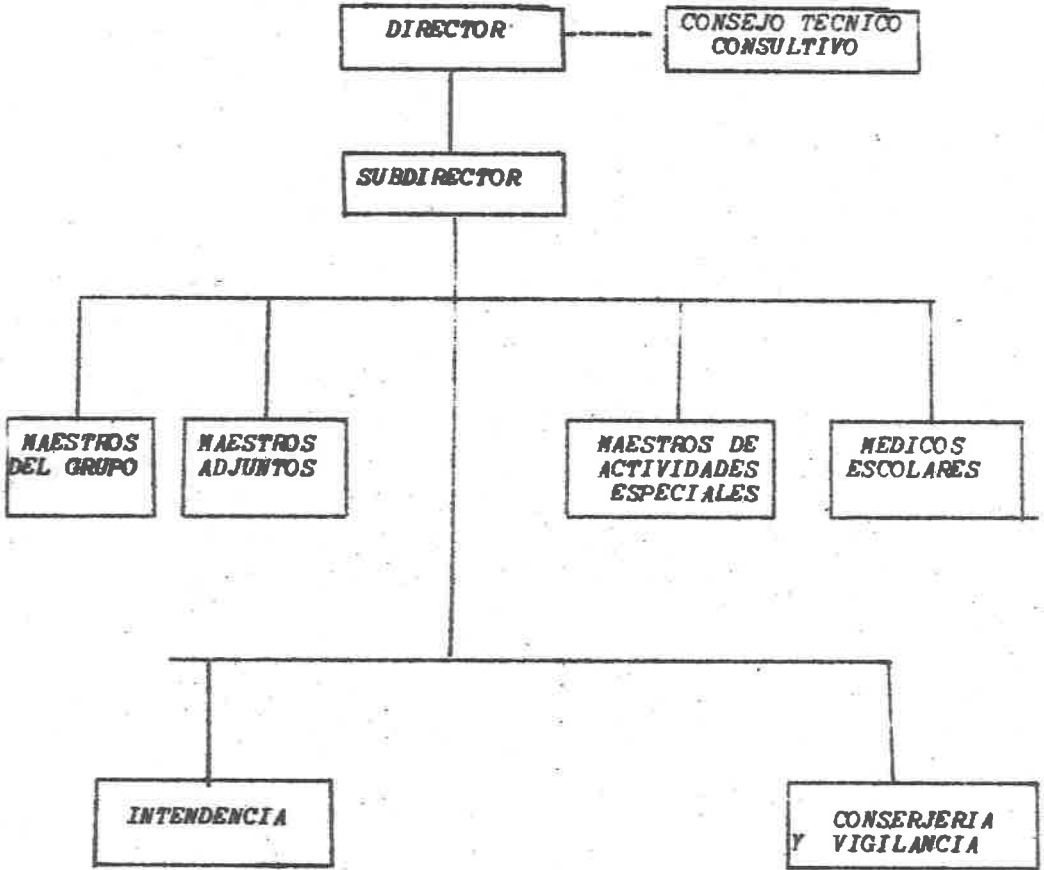 DIRECTOR
CONSEJO TECNICO
CONSULTIVO
SUBDIRECTOR
MAESTROS
DEL GRUPO
MAESTROS
ADJUNTOS
MAESTROS DE
ACTIVIDADES
ESPECIALES
MEDICOS
ESCOLARES
INTENDENCIA
CONSERJERIA
Y VIGILANCIA